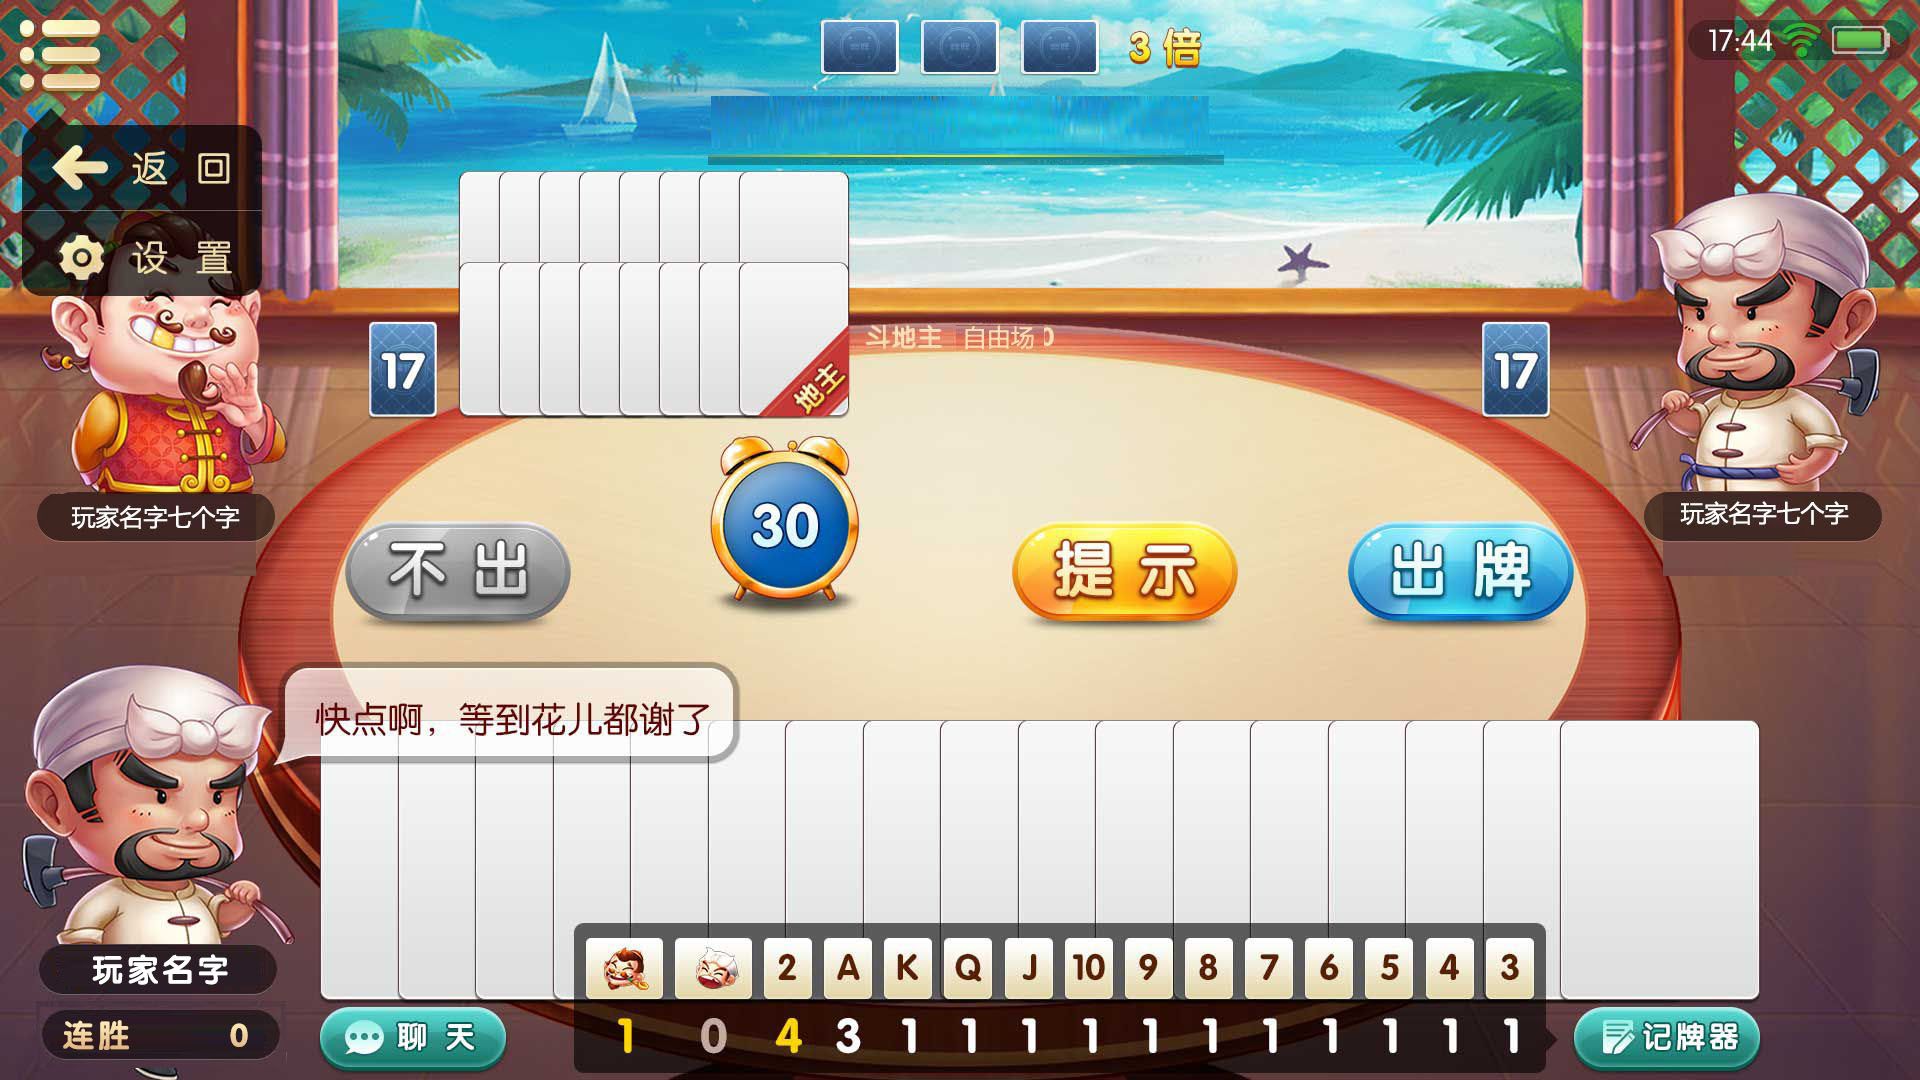 3 倍
17:44
返 回
设 置
斗地主 自由场 0
17
17
地主
30
玩家名字七个字
玩家名字七个字
不 出
提 示
出 牌
快点啊，等到花儿都谢了
2 A K Q J 10 9 8 7 6 5 4 3
1 0 4 3 1 1 1 1 1 1 1 1 1 1 1
玩家名字
连胜 0
聊 天
记牌器